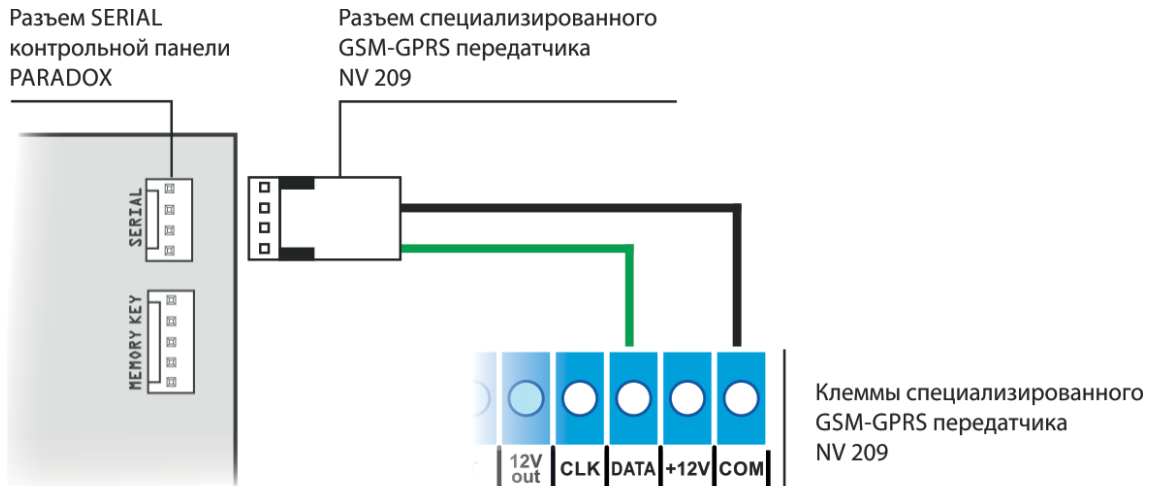 Разъем SERIAL
контрольной панели
PARADOX
Разъем специализированного
GSM-GPRS передатчика
NV 209
SERIAL
MEMORY KEY
12V
out
CLK
DATA
+12V
COM
Клеммы специализированного
GSM-GPRS передатчика
NV 209